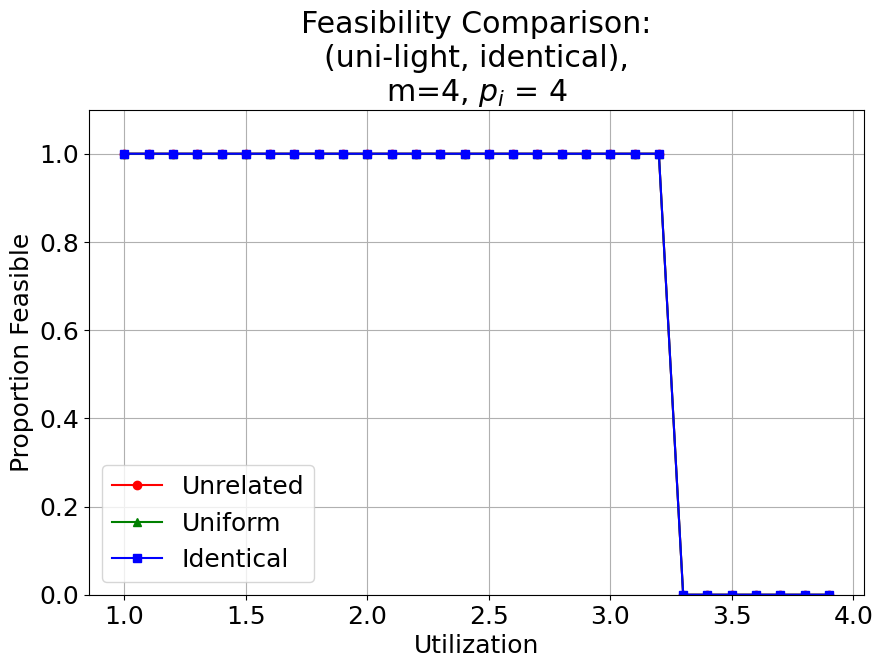 Feasibility Comparison:
(uni-light, identical),
m=4, $p_i$ = 4
Proportion Feasible
1.0
0.8
0.6
0.4
0.2
0.0
Unrelated
Uniform
Identical
1.0 1.5 2.0 2.5 3.0 3.5 4.0
Utilization